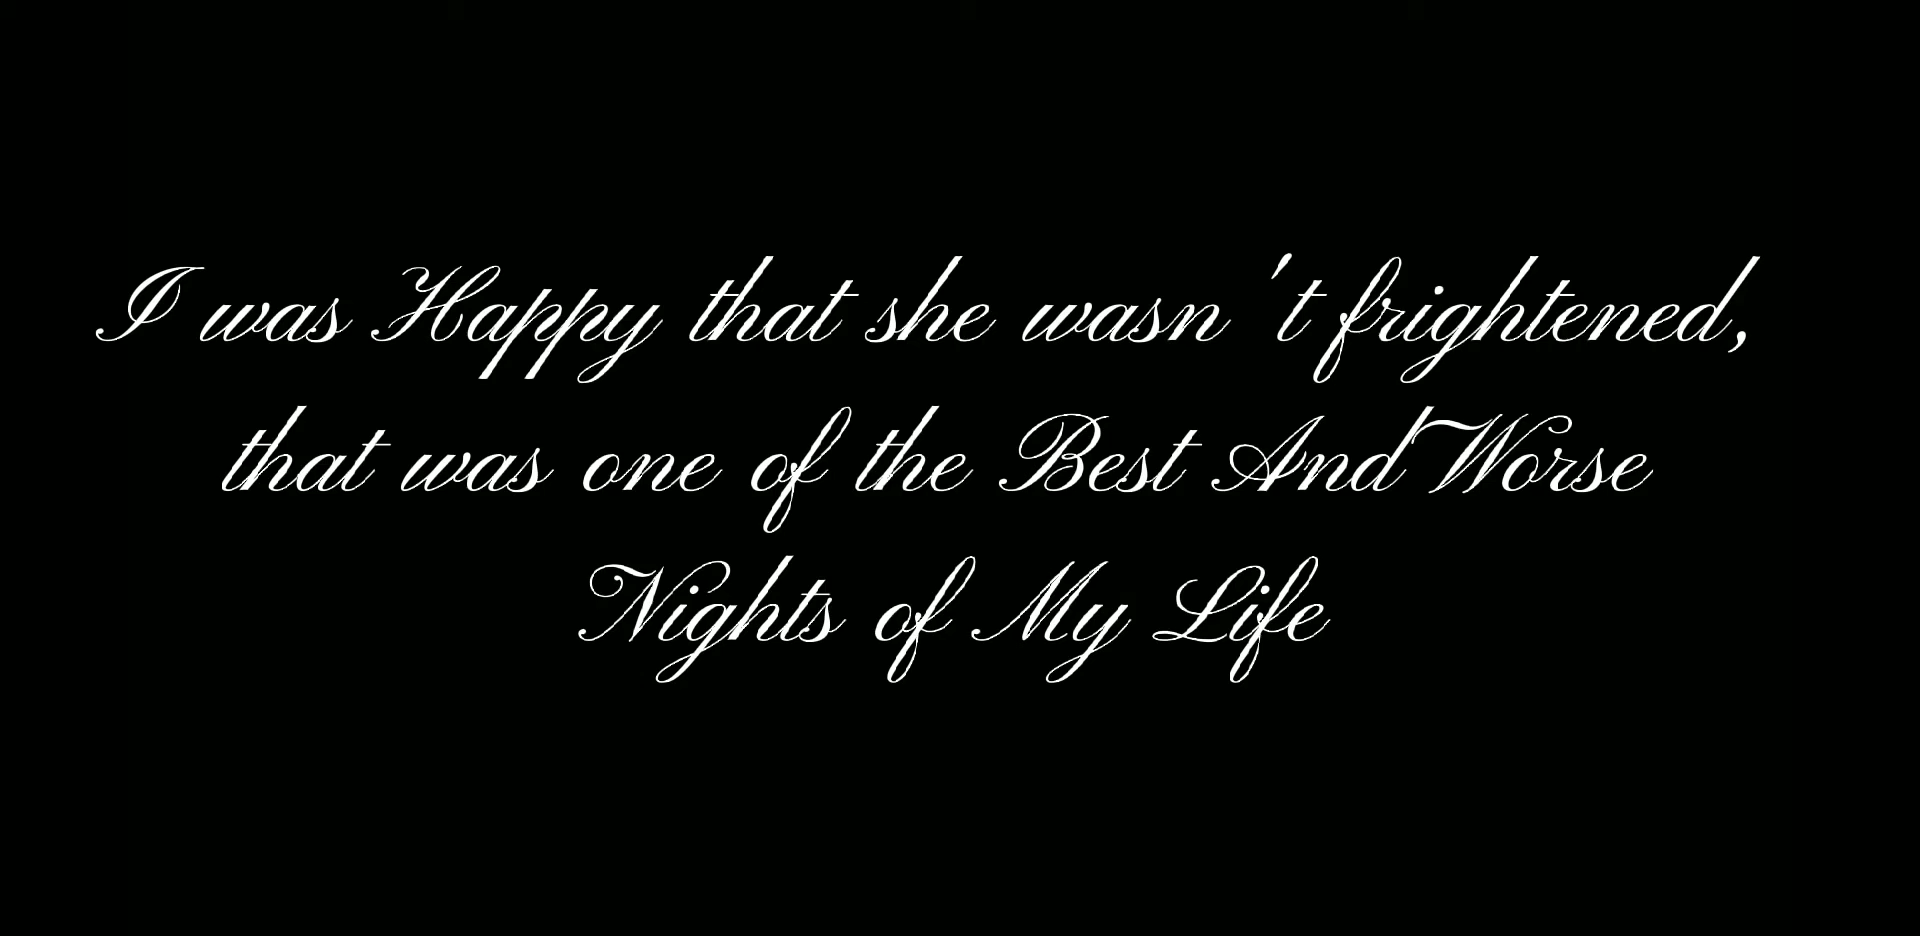 I was Happy that she wasn't frightened,
that was one of the Best And Worse
Nights of My Life